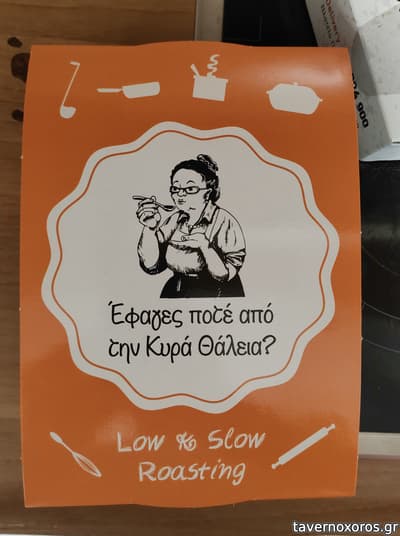 Έφαγες ποτέ από
την Κυρά Θάλεια?
Low & Slow
Roasting
tavernoxoros.gr